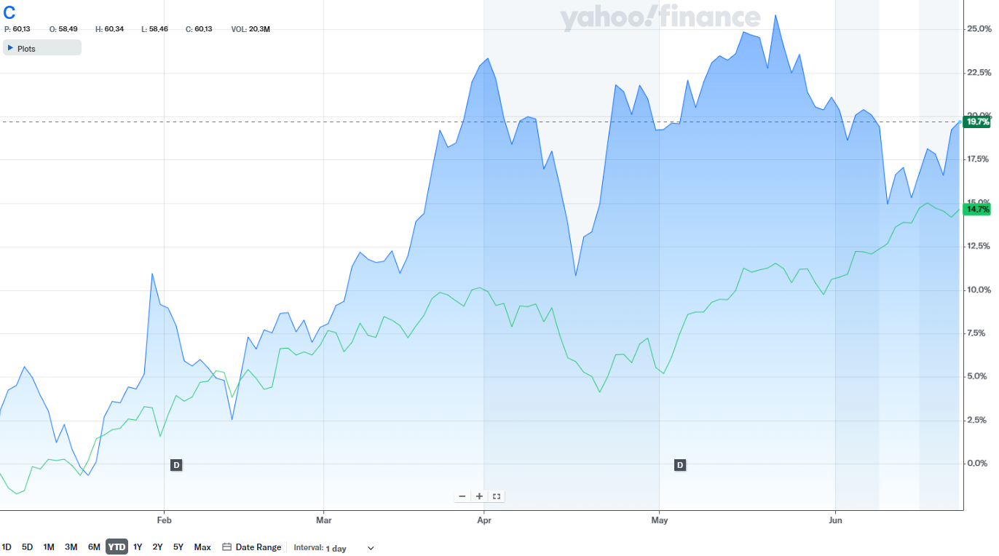 C
yahoo!finance
P: 60,13 O: 58,49 H: 60,34 L: 58,46 C: 60,13 VOL: 20,3M
Plots
25.0%
22.5%
20.0%
19.7%
17.5%
15.0%
14.7%
12.5%
10.0%
7.5%
5.0%
2.5%
0.0%
D D
Feb Mar Apr May Jun
1D 5D 1M 3M 6M YTD 1Y 2Y 5Y Max Date Range Interval: 1 day